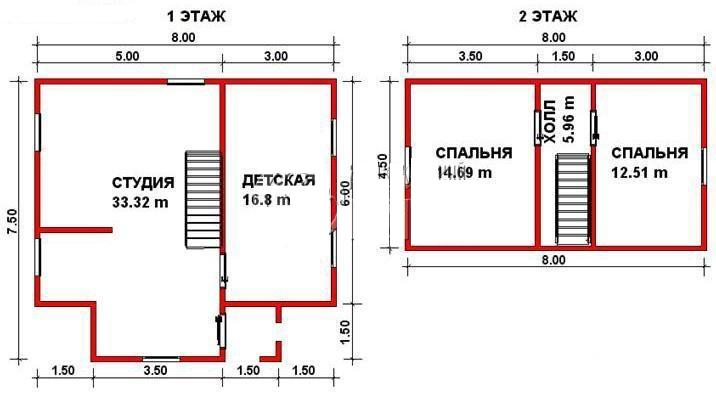 1 ЭТАЖ
8.00
5.00 3.00
7.50
СТУДИЯ
33.32 m
ДЕТСКАЯ
16.8 m
6.00
1.50
1.50 3.50 1.50 1.50
2 ЭТАЖ
8.00
3.50 1.50 3.00
4.50
СПАЛЬНЯ
14.69 m
ХОЛЛ
5.96 m
СПАЛЬНЯ
12.51 m
8.00